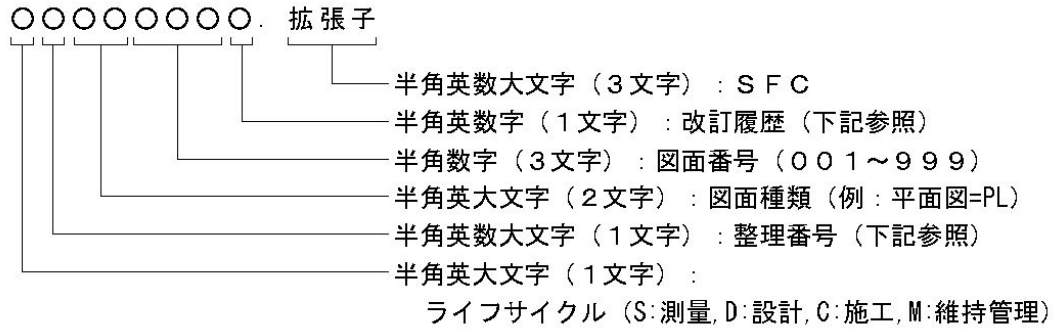 ○○○○○○○○．拡張子
半角英数大文字（３文字）：ＳＦＣ
半角英数字（１文字）：改訂履歴（下記参照）
半角数字（３文字）：図面番号（００１～９９９）
半角英大文字（２文字）：図面種類（例：平面図=PL）
半角英数大文字（１文字）：整理番号（下記参照）
半角英大文字（１文字）：
ライフサイクル（S:測量,D:設計,C:施工,M:維持管理）